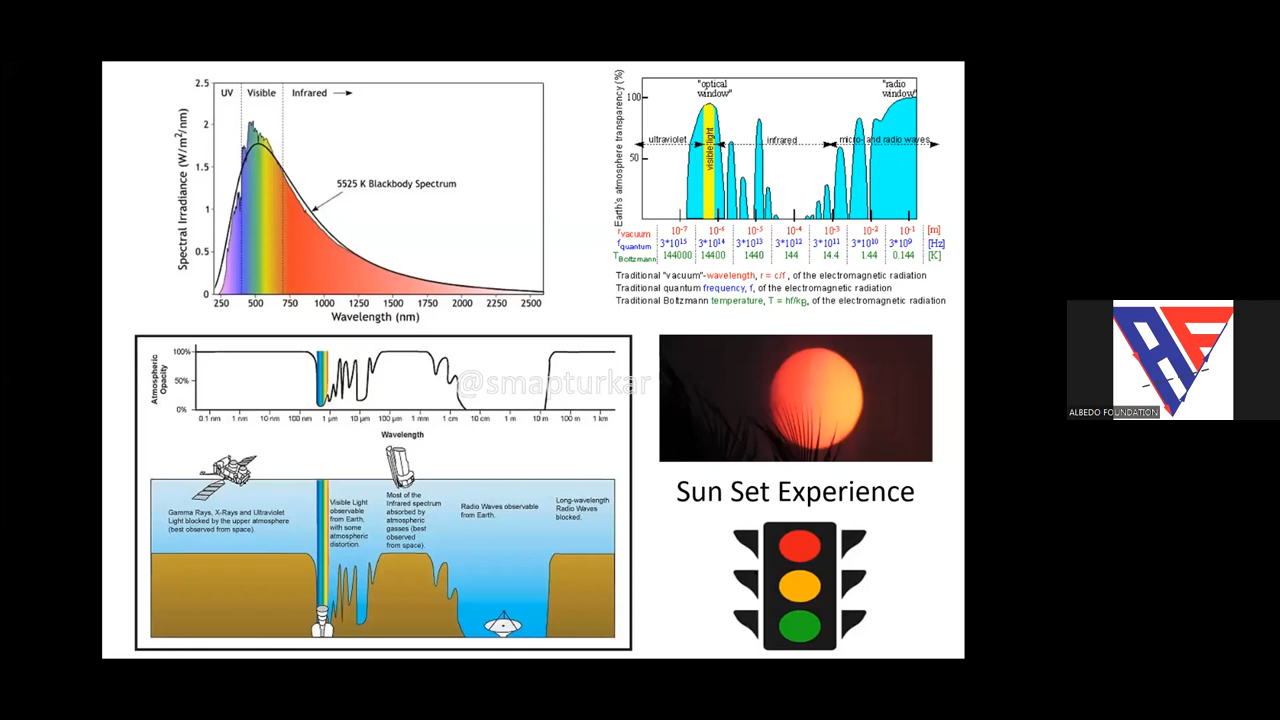 2.5
UV Visible Infrared
2
1.5
1
0.5
0
5525 K Blackbody Spectrum
Spectral Irradiance (W/m²/nm)
250 500 750 1000 1250 1500 1750 2000 2250 2500
Wavelength (nm)
Earth's atmosphere transparency (%)
100
50
"optical
window"
"radio
window"
ultraviolet
visible light
infrared
micro- and radio waves
r vacuum 10⁻⁷ 10⁻⁶ 10⁻⁵ 10⁻⁴ 10⁻³ 10⁻² 10⁻¹ [m]
f quantum 3*10¹⁵ 3*10¹⁴ 3*10¹³ 3*10¹² 3*10¹¹ 3*10¹⁰ 3*10⁹ [Hz]
T Boltzmann 144000 14400 1440 144 14.4 1.44 0.144 [K]
Traditional "vacuum"-wavelength, r = c/f , of the electromagnetic radiation
Traditional quantum frequency, f, of the electromagnetic radiation
Traditional Boltzmann temperature, T = hf/kB, of the electromagnetic radiation
Atmospheric
Opacity
100%
50%
0%
0.1 nm 1 nm 10 nm 100 nm 1 µm 10 µm 100 µm 1 mm 1 cm 10 cm 1 m 10 m 100 m 1 km
Wavelength
@smapturkar
Gamma Rays, X-Rays and Ultraviolet
Light blocked by the upper atmosphere
(best observed from space).
Visible Light
observable
from Earth,
with some
atmospheric
distortion.
Most of the
Infrared spectrum
absorbed by
atmospheric
gasses (best
observed
from space).
Radio Waves observable
from Earth.
Long-wavelength
Radio Waves
blocked.
Sun Set Experience
AF
ALBEDO FOUNDATION